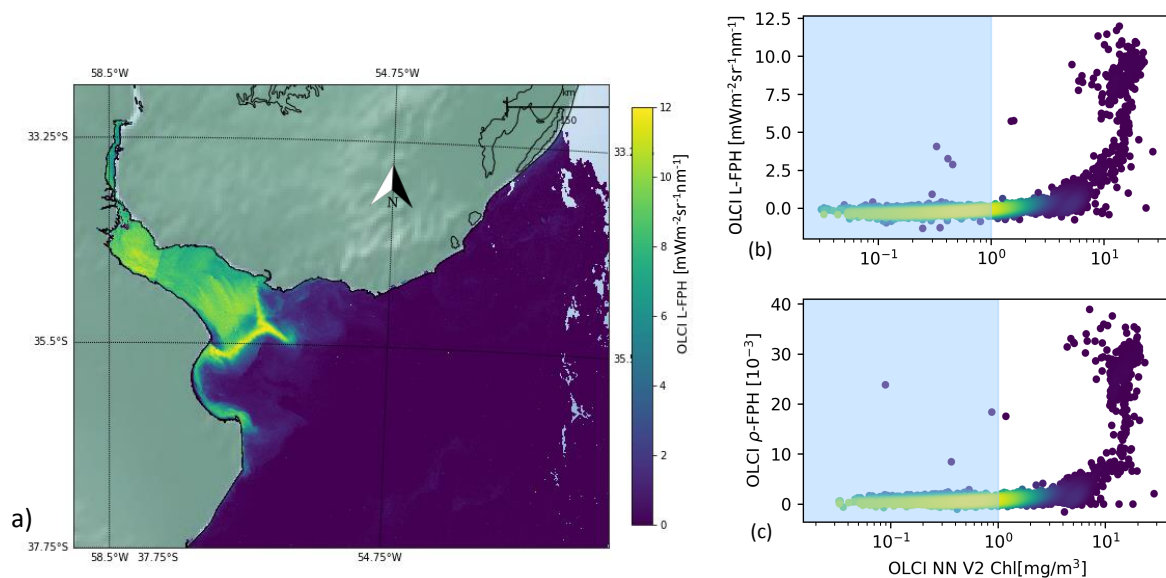 58.5°W 54.75°W
km
150
33.25°S
33.2
N
35.5°S
35.5
37.75°S
58.5°W 37.75°W 54.75°W
a)
12
10
8
6
4
2
0
OLCI L-FPH [mWm⁻²sr⁻¹nm⁻¹]
12.5
10.0
7.5
5.0
2.5
0.0
OLCI L-FPH [mWm⁻²sr⁻¹nm⁻¹]
10⁻¹ 10⁰ 10¹
(b)
40
30
20
10
0
OLCI ρ-FPH [10⁻³]
10⁻¹ 10⁰ 10¹
(c)
OLCI NN V2 Chl[mg/m³]